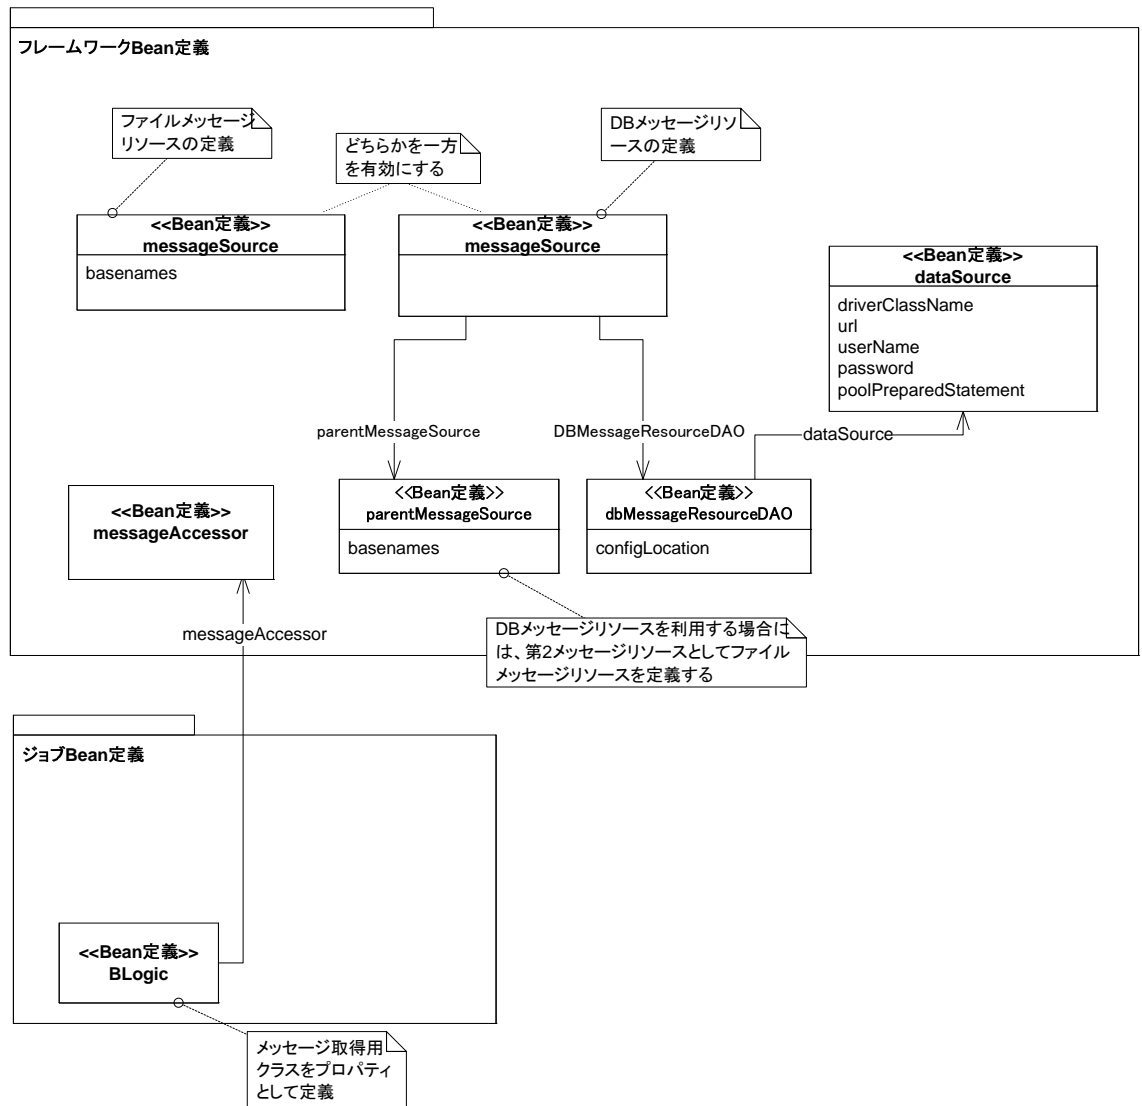 フレームワークBean定義
ファイルメッセージ
リソースの定義
どちらかを一方
を有効にする
DBメッセージリソ
ースの定義
<<Bean定義>>
messageSource
basenames
<<Bean定義>>
messageSource
<<Bean定義>>
dataSource
driverClassName
url
userName
password
poolPreparedStatement
parentMessageSource
DBMessageResourceDAO
dataSource
<<Bean定義>>
messageAccessor
<<Bean定義>>
parentMessageSource
basenames
<<Bean定義>>
dbMessageResourceDAO
configLocation
messageAccessor
DBメッセージリソースを利用する場合に
は、第2メッセージリソースとしてファイル
メッセージリソースを定義する
ジョブBean定義
<<Bean定義>>
BLogic
メッセージ取得用
クラスをプロパティ
として定義